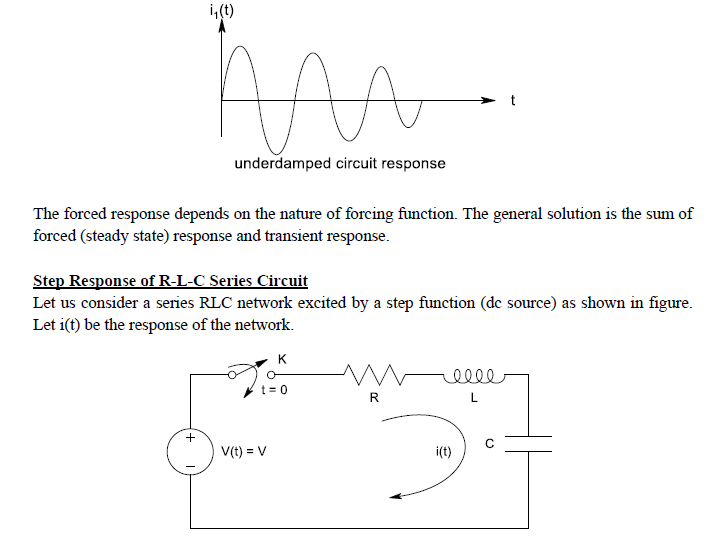 i₁(t)
t
underdamped circuit response
The forced response depends on the nature of forcing function. The general solution is the sum of
forced (steady state) response and transient response.
Step Response of R-L-C Series Circuit
Let us consider a series RLC network excited by a step function (dc source) as shown in figure.
Let i(t) be the response of the network.
K
t = 0
R
L
+
V(t) = V
i(t)
C